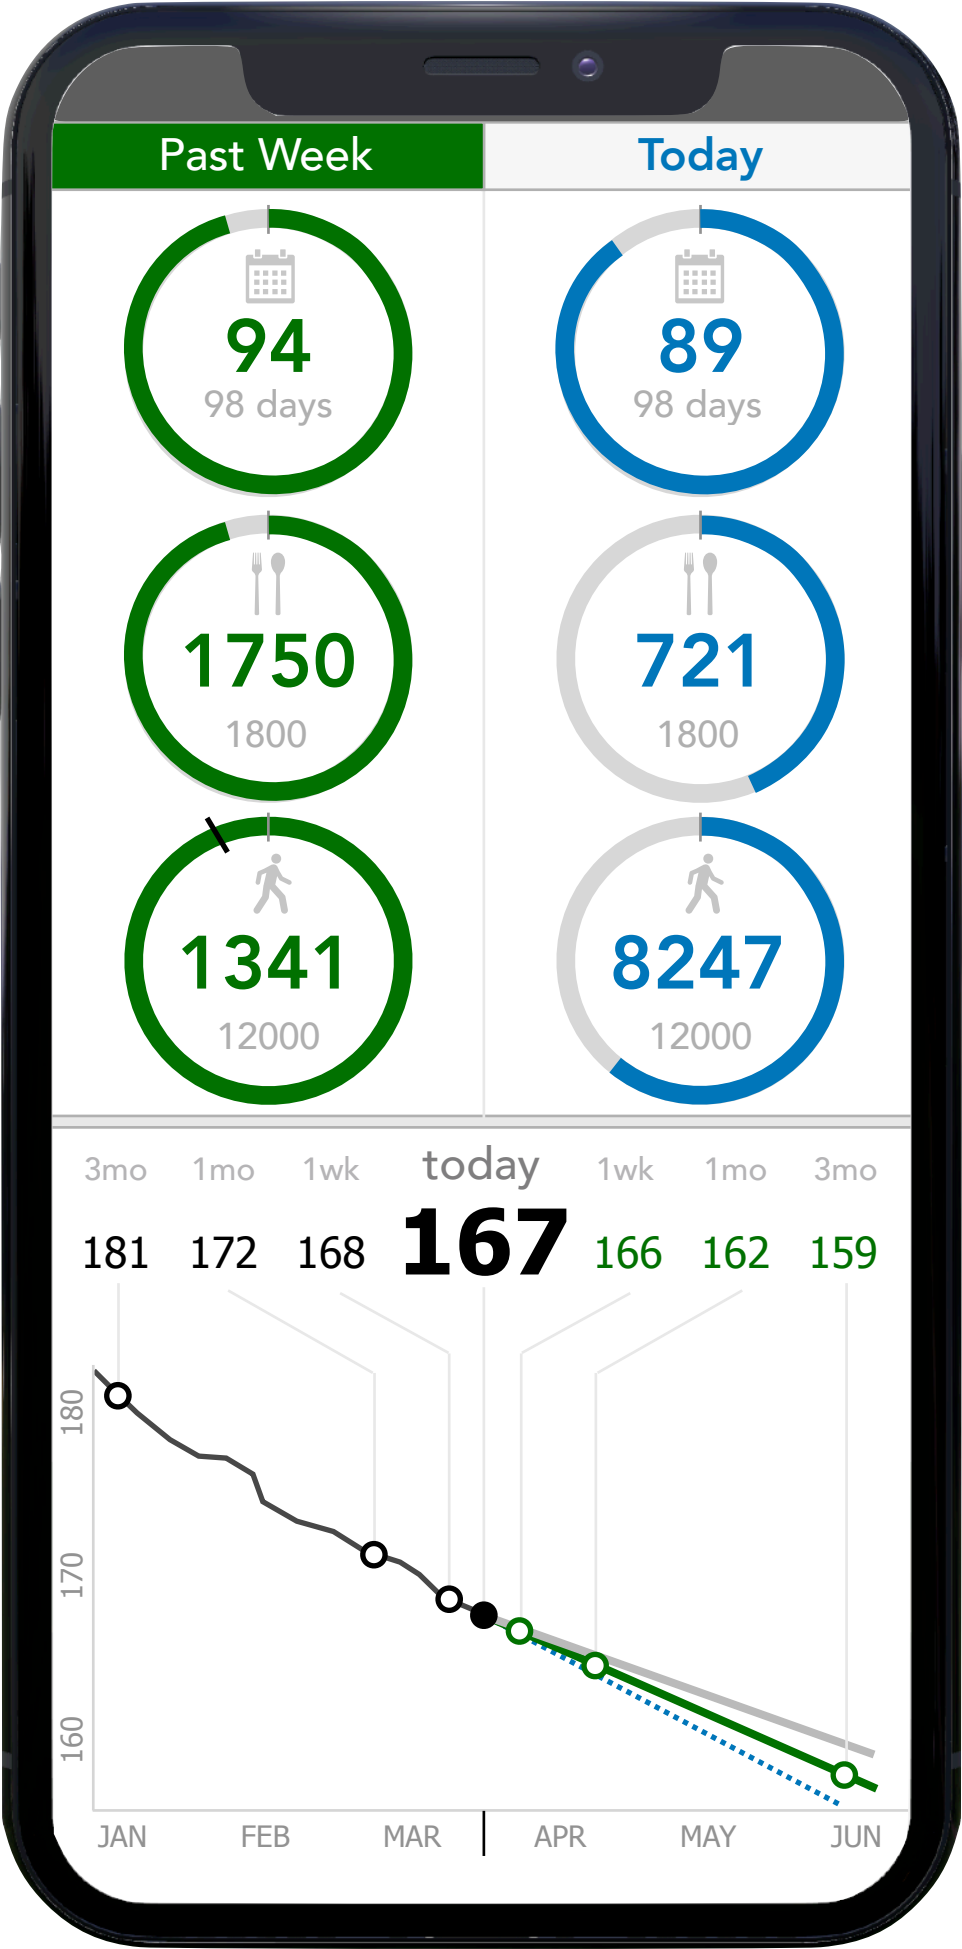 Past Week Today
94 89
98 days 98 days
1750 721
1800 1800
1341 8247
12000 12000
3mo 1mo 1wk today 1wk 1mo 3mo
181 172 168 167 166 162 159
180
170
160
JAN FEB MAR APR MAY JUN